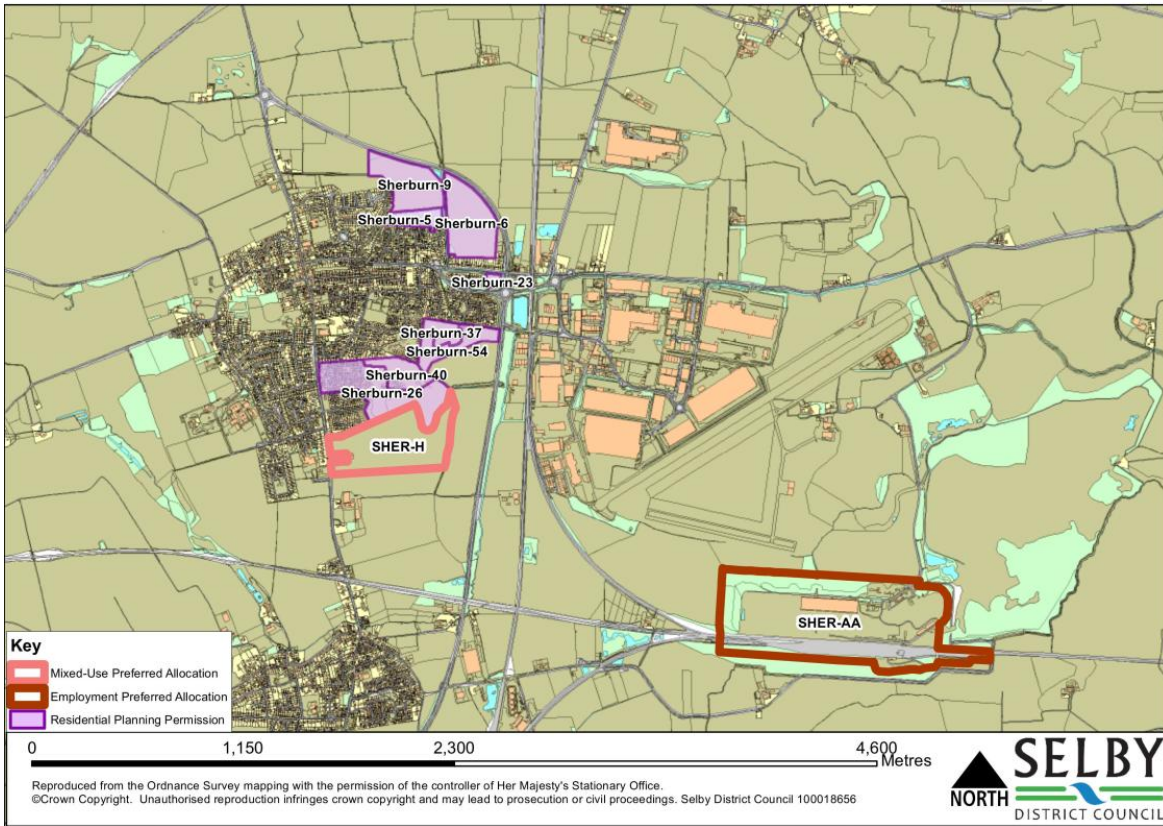 Sherburn-9
Sherburn-5
Sherburn-6
Sherburn-23
Sherburn-37
Sherburn-54
Sherburn-40
Sherburn-26
SHER-H
SHER-AA
Key
Mixed-Use Preferred Allocation
Employment Preferred Allocation
Residential Planning Permission
0 1,150 2,300 4,600
Metres
Reproduced from the Ordnance Survey mapping with the permission of the controller of Her Majesty's Stationary Office.
©Crown Copyright. Unauthorised reproduction infringes crown copyright and may lead to prosecution or civil proceedings. Selby District Council 100018656
NORTH
SELBY
DISTRICT COUNCIL